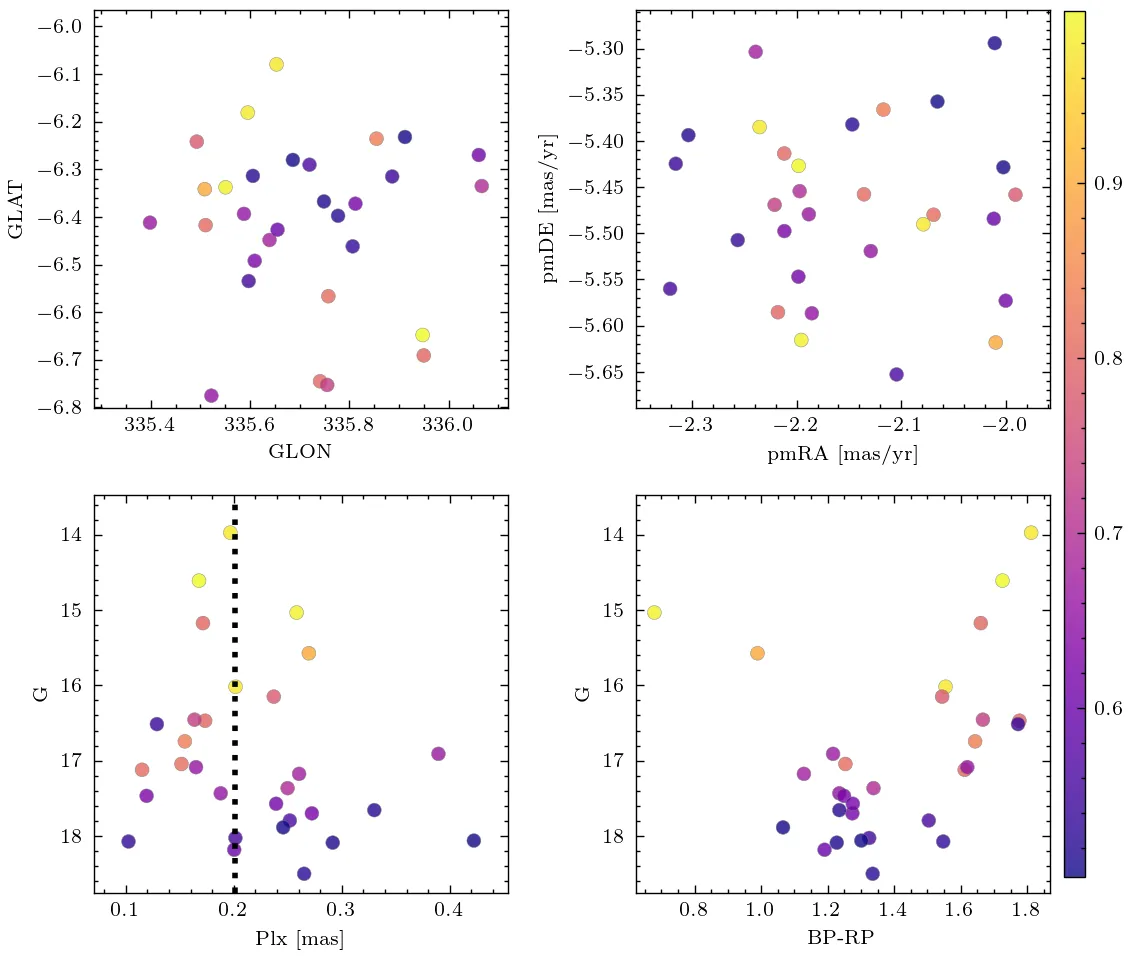 −6.0
−6.1
−6.2
−6.3
−6.4
−6.5
−6.6
−6.7
−6.8
GLAT
335.4 335.6 335.8 336.0
GLON
−5.30
−5.35
−5.40
−5.45
−5.50
−5.55
−5.60
−5.65
pmDE [mas/yr]
−2.3 −2.2 −2.1 −2.0
pmRA [mas/yr]
0.9
0.8
0.7
0.6
14
15
16
17
18
G
0.1 0.2 0.3 0.4
Plx [mas]
14
15
16
17
18
G
0.8 1.0 1.2 1.4 1.6 1.8
BP-RP